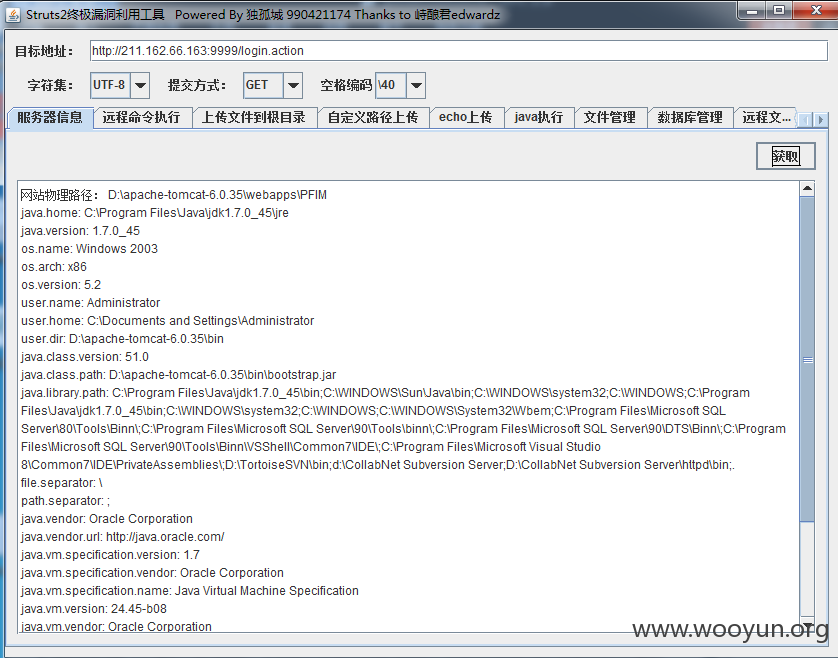 Struts2终极漏洞利用工具 Powered By 独孤城 990421174 Thanks to 峙酿君edwardz
目标地址： http://211.162.66.163:9999/login.action
字符集： UTF-8 提交方式： GET 空格编码 \40
服务器信息 远程命令执行 上传文件到根目录 自定义路径上传 echo上传 java执行 文件管理 数据库管理 远程文...
获取
网站物理路径： D:\apache-tomcat-6.0.35\webapps\PFIM
java.home: C:\Program Files\Java\jdk1.7.0_45\jre
java.version: 1.7.0_45
os.name: Windows 2003
os.arch: x86
os.version: 5.2
user.name: Administrator
user.home: C:\Documents and Settings\Administrator
user.dir: D:\apache-tomcat-6.0.35\bin
java.class.version: 51.0
java.class.path: D:\apache-tomcat-6.0.35\bin\bootstrap.jar
java.library.path: C:\Program Files\Java\jdk1.7.0_45\bin;C:\WINDOWS\Sun\Java\bin;C:\WINDOWS\system32;C:\WINDOWS;C:\Program
Files\Java\jdk1.7.0_45\bin;C:\WINDOWS\system32;C:\WINDOWS;C:\WINDOWS\System32\Wbem;C:\Program Files\Microsoft SQL
Server\80\Tools\Binn\;C:\Program Files\Microsoft SQL Server\90\Tools\binn\;C:\Program Files\Microsoft SQL Server\90\DTS\Binn\;C:\Program
Files\Microsoft SQL Server\90\Tools\Binn\VSShell\Common7\IDE\;C:\Program Files\Microsoft Visual Studio
8\Common7\IDE\PrivateAssemblies\;D:\TortoiseSVN\bin;d:\CollabNet Subversion Server;D:\CollabNet Subversion Server\httpd\bin;.
file.separator: \
path.separator: ;
java.vendor: Oracle Corporation
java.vendor.url: http://java.oracle.com/
java.vm.specification.version: 1.7
java.vm.specification.vendor: Oracle Corporation
java.vm.specification.name: Java Virtual Machine Specification
java.vm.version: 24.45-b08
java.vm.vendor: Oracle Corporation
www.wooyun.org